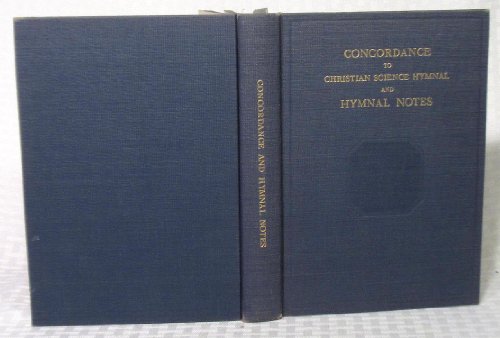 CONCORDANCE AND HYMNAL NOTES
CONCORDANCE
TO
CHRISTIAN SCIENCE HYMNAL
AND
HYMNAL NOTES